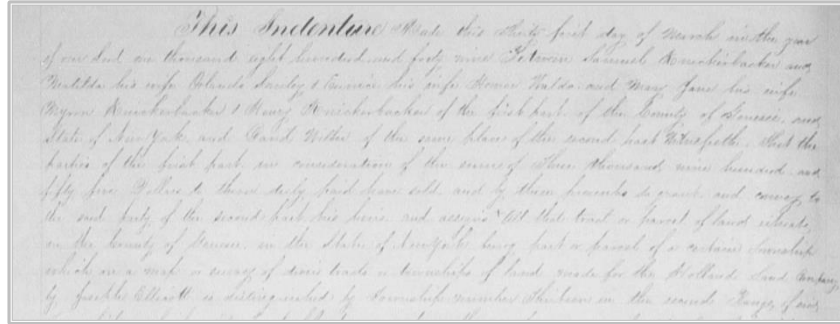 This Indenture Made this thirty first day of March in the year
of our Lord one thousand eight hundred and forty nine Between Samuel Knickerbacker and
Matilda his wife Orlando Stanley & Eunice his wife Homer Waldo and Mary Jane his wife
Myron Knickerbacker & Henry Knickerbacker of the first part of the County of Genesee and
State of New York and David Wilder of the same place of the second part Witnesseth. That the
parties of the first part in consideration of the sum of Three thousand nine hundred and
fifty five Dollars to them duly paid have sold and by these presents do grant and convey to
the said party of the second part his heirs and assigns All that tract or parcel of land situate
in the County of Genesee in the State of New York being part or parcel of a certain Township
which on a map or survey of divers tracts or townships of land made for the Holland Land Company
by Joseph Ellicott is distinguished by Township number Thirteen in the second Range of said